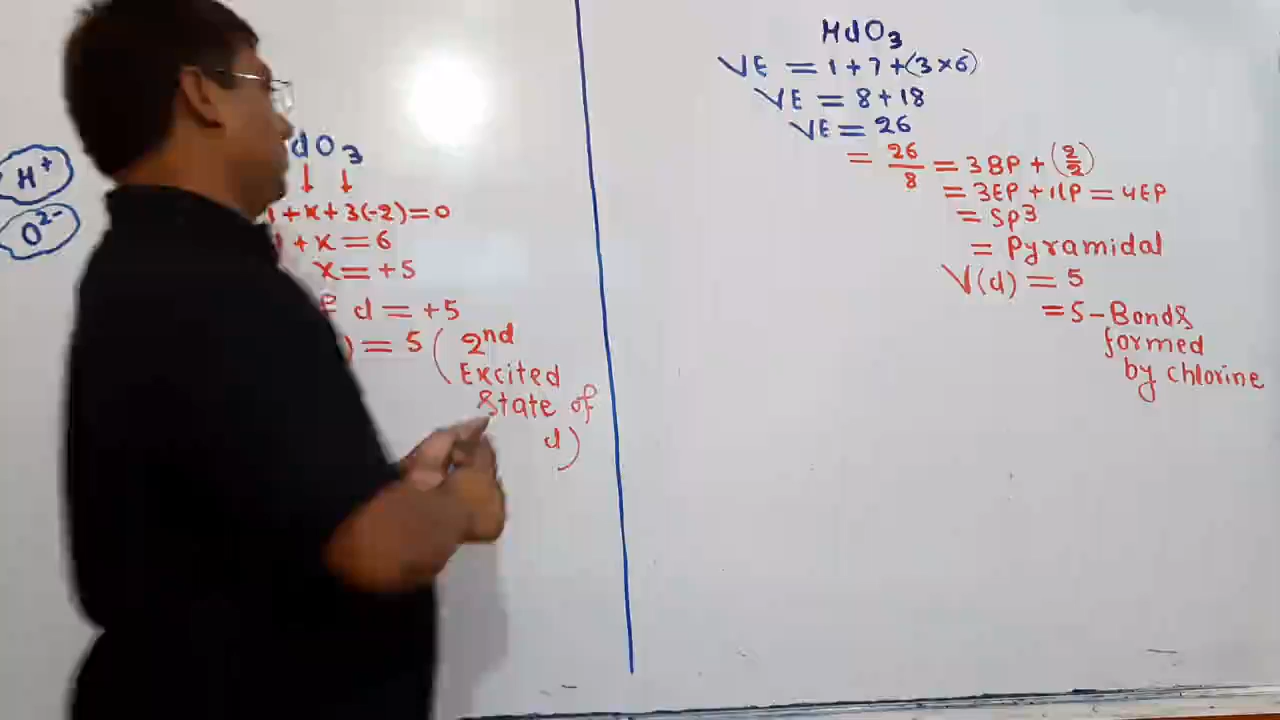 H+
O2-
dO3
1+x+3(-2)=0
+x=6
x=+5
d=+5
)=5(2nd
Excited
State of
d)
HdO3
VE=1+7+(3×6)
VE=8+18
VE=26
=26/8=3BP+(2/2)
=3EP+1LP=4EP
=SP3
=Pyramidal
V(d)=5
=5-Bonds
formed
by chlorine